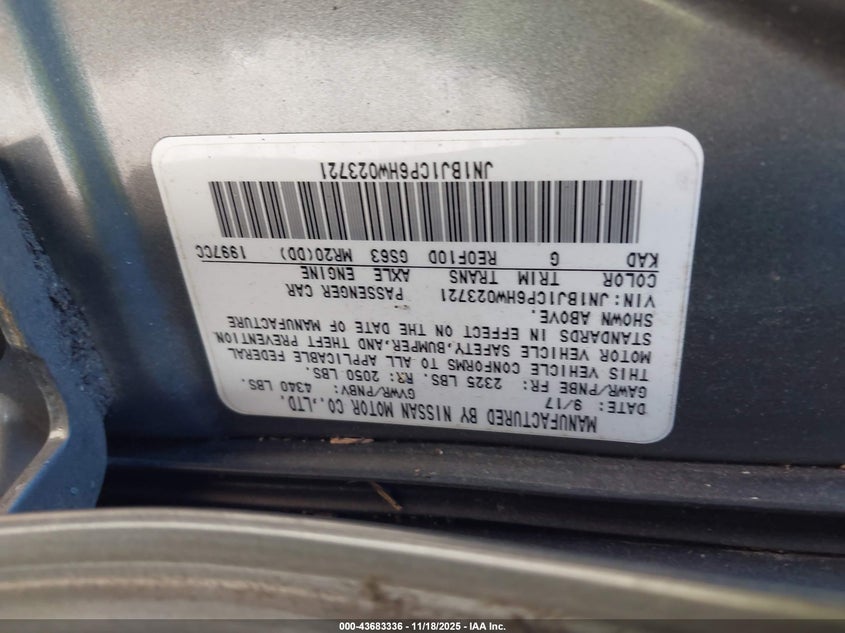 MANUFACTURED BY NISSAN MOTOR CO.,LTD.
DATE: 9/17 GVWR/PNBV: 4340 LBS.
GAWR/PNBE FR: 2325 LBS. RR: 2050 LBS.
THIS VEHICLE CONFORMS TO ALL APPLICABLE FEDERAL
MOTOR VEHICLE SAFETY,BUMPER,AND THEFT PREVENTION
STANDARDS IN EFFECT ON THE DATE OF MANUFACTURE
SHOWN ABOVE.
VIN:JN1BJ1CP6HW023721 PASSENGER CAR
COLOR TRIM TRANS AXLE ENGINE
KAD G RE0F10D GS63 MR20(DD) 1997CC
JN1BJ1CP6HW023721
000-43683336 - 11/18/2025 - IAA Inc.